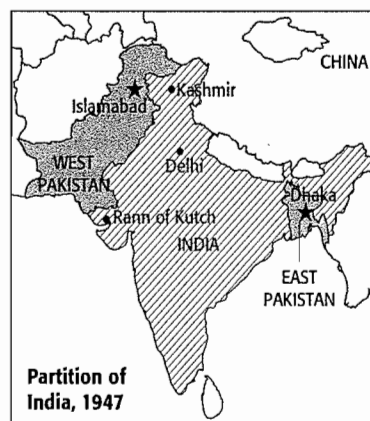 CHINA
Kashmir
Islamabad
WEST
PAKISTAN
Delhi
Dhaka
Rann of Kutch
INDIA
EAST
PAKISTAN
Partition of
India, 1947